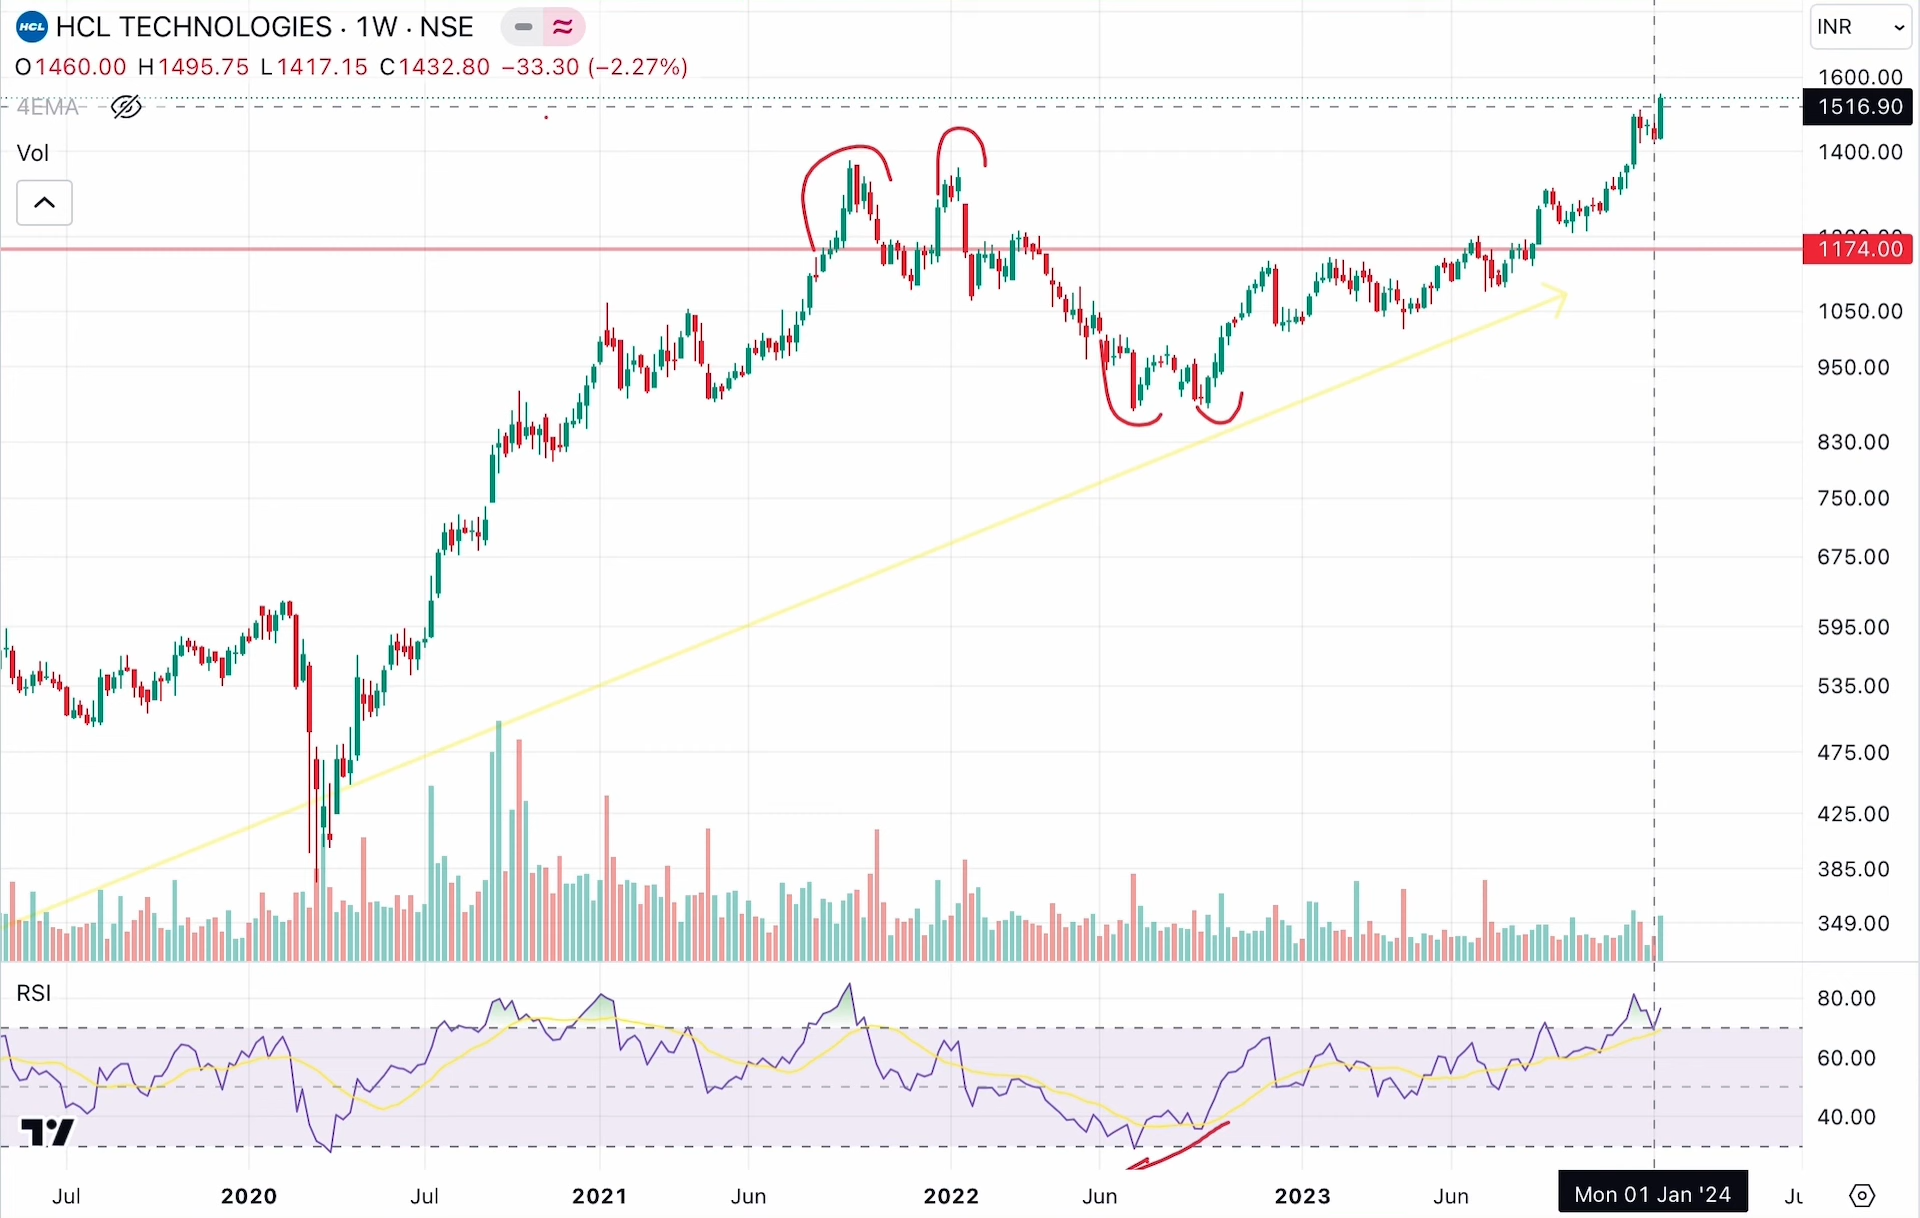 HCL HCL TECHNOLOGIES · 1W · NSE
O1460.00 H1495.75 L1417.15 C1432.80 −33.30 (−2.27%)
4EMA
Vol
INR
1600.00
1516.90
1400.00
1174.00
1050.00
950.00
830.00
750.00
675.00
595.00
535.00
475.00
425.00
385.00
349.00
RSI
80.00
60.00
40.00
Jul 2020 Jul 2021 Jun 2022 Jun 2023 Jun Mon 01 Jan '24